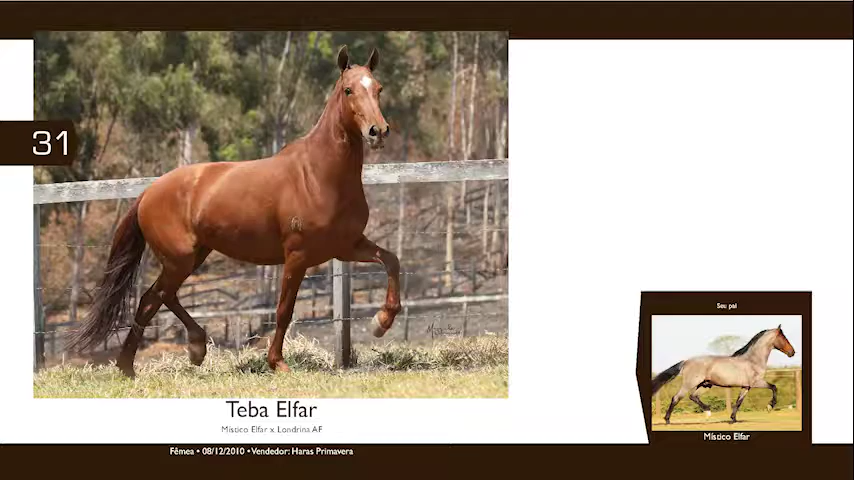 31
Teba Elfar
Místico Elfar x Londrina AF
Fêmea • 08/12/2010 • Vendedor: Haras Primavera
Seu pai
Místico Elfar